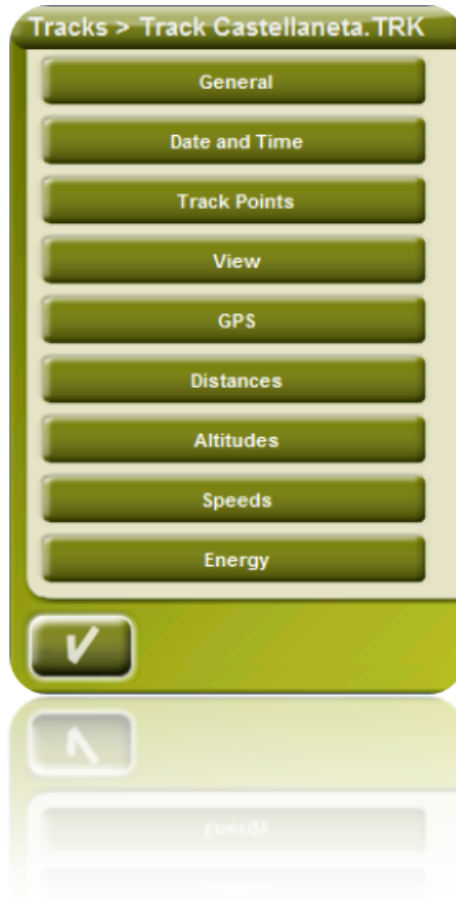 Tracks > Track Castellaneta.TRK
General
Date and Time
Track Points
View
GPS
Distances
Altitudes
Speeds
Energy